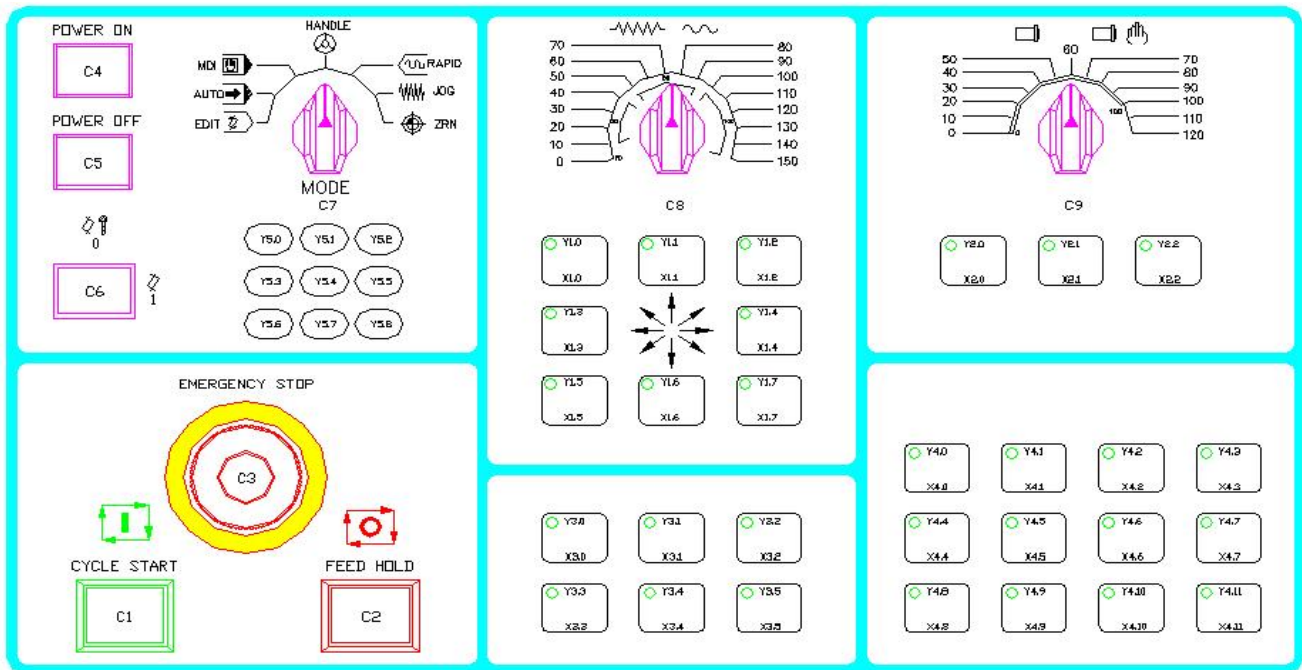 POWER ON
C4
POWER OFF
C5
0
C6
1
HANDLE
MDI
RAPID
AUTO
JOG
EDIT
ZRN
MODE
C7
Y5.0 Y5.1 Y5.2
Y5.3 Y5.4 Y5.5
Y5.6 Y5.7 Y5.8
70 80
60 90
50 100
40 110
30 120
20 130
10 140
0 150
C8
Y1.0 Y1.1 Y1.2
X1.0 X1.1 X1.2
Y1.3 Y1.4
X1.3 X1.4
Y1.5 Y1.6 Y1.7
X1.5 X1.6 X1.7
60
50 70
40 80
30 90
20 100
10 110
0 0 100 120
C9
Y2.0 Y2.1 Y2.2
X2.0 X2.1 X2.2
EMERGENCY STOP
C3
CYCLE START
FEED HOLD
C1
C2
Y3.0 Y3.1
X3.0 X3.1 X3.2
Y3.3 Y3.4 Y3.5
X3.4 X3.5
Y4.0 Y4.1 Y4.2 Y4.3
X4.0 X4.1 X4.2 X4.3
Y4.4 Y4.5 Y4.6 Y4.7
X4.4 X4.5 X4.6 X4.7
Y4.8 Y4.9 Y4.10 Y4.11
X4.8 X4.9 X4.10 X4.11